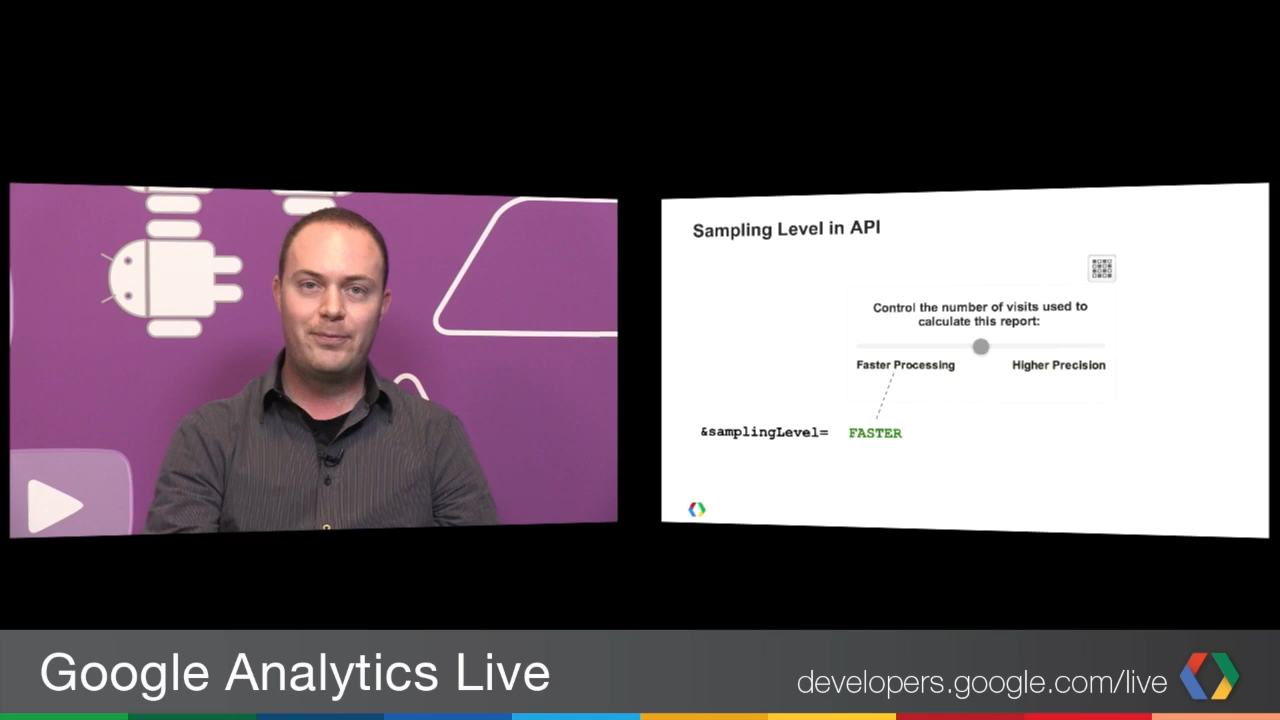 Sampling Level in API
Control the number of visits used to
calculate this report:
Faster Processing Higher Precision
&samplingLevel= FASTER
Google Analytics Live
developers.google.com/live